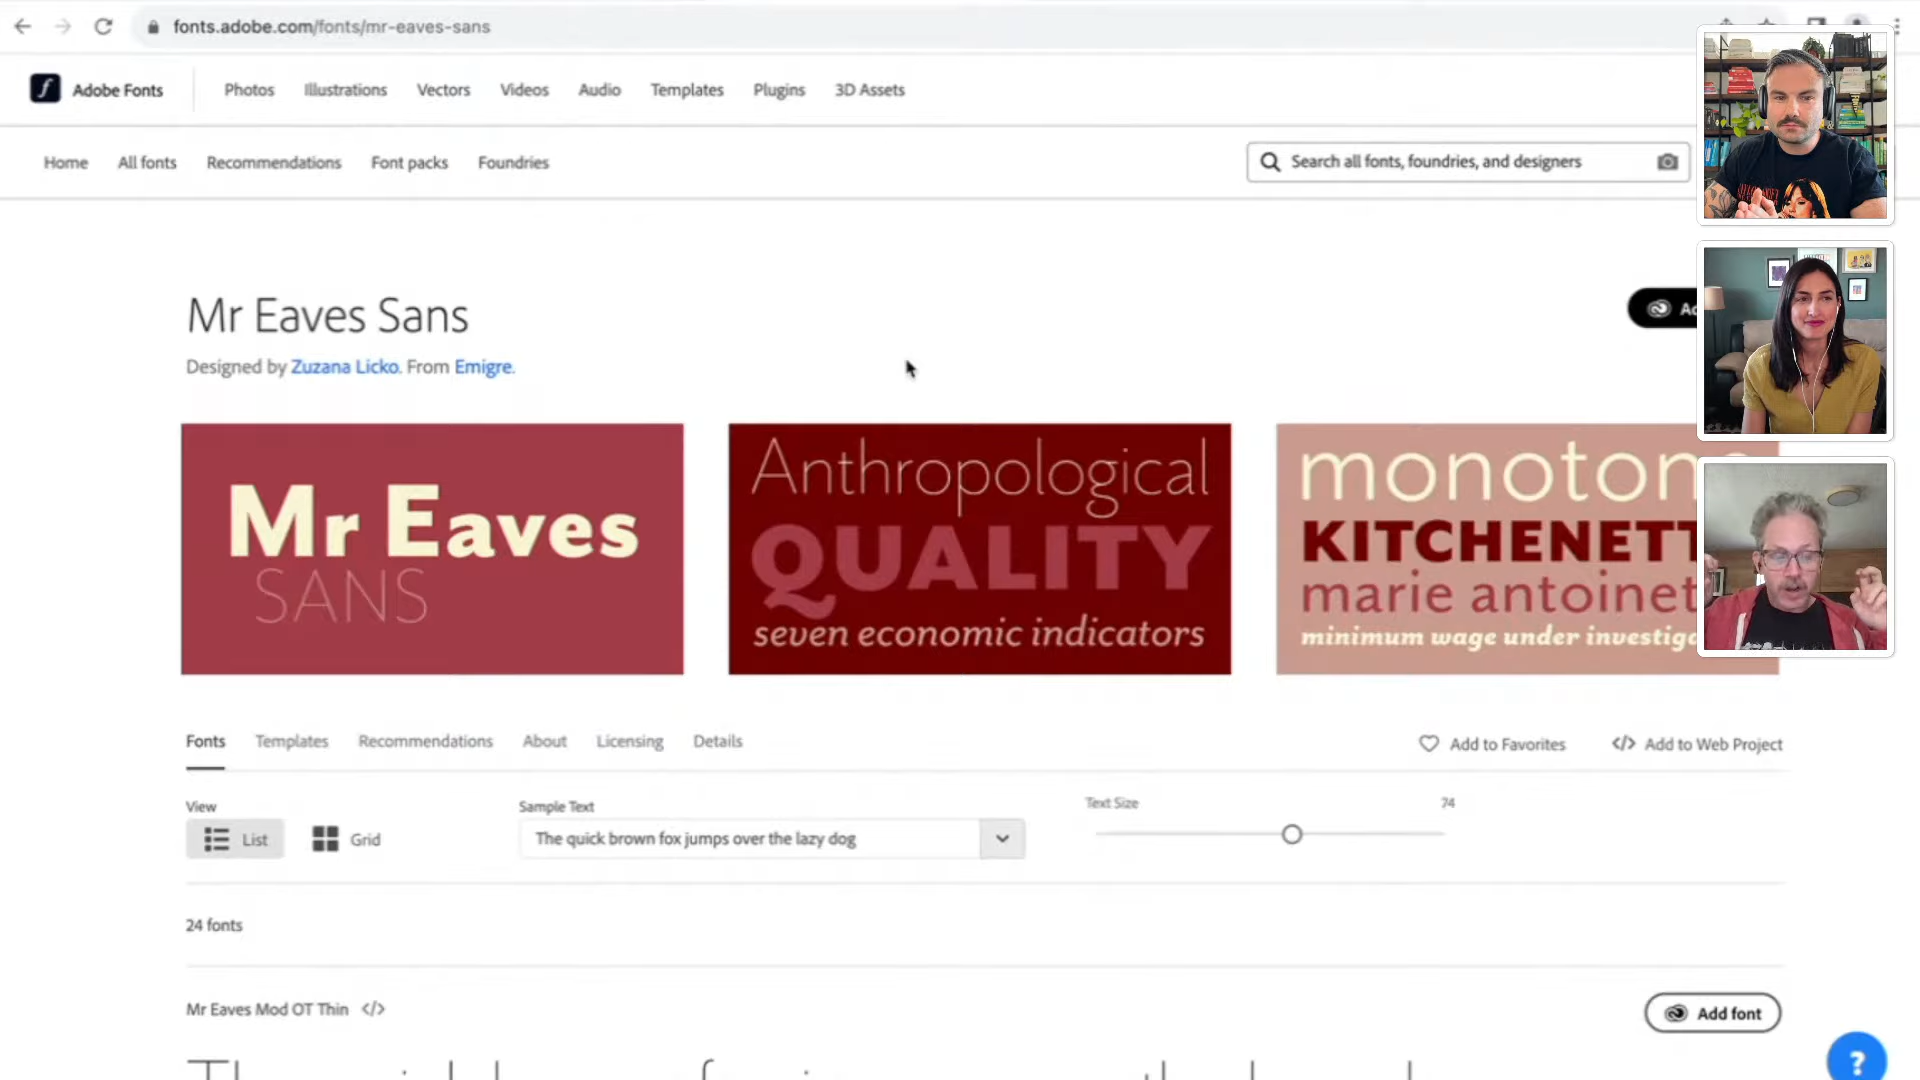 fonts.adobe.com/fonts/mr-eaves-sans
Adobe Fonts
Photos
Illustrations
Vectors
Videos
Audio
Templates
Plugins
3D Assets
Home
All fonts
Recommendations
Font packs
Foundries
Search all fonts, foundries, and designers
Mr Eaves Sans
Designed by Zuzana Licko. From Emigre.
Mr Eaves
SANS
Anthropological
QUALITY
seven economic indicators
marie
minimum wage under
Fonts
Templates
Recommendations
About
Licensing
Details
Add to Favorites
</> Add to Web Project
View
List
Grid
Sample Text
The quick brown fox jumps over the lazy dog
Text Size
74
24 fonts
Mr Eaves Mod OT Thin </>
Add font
?